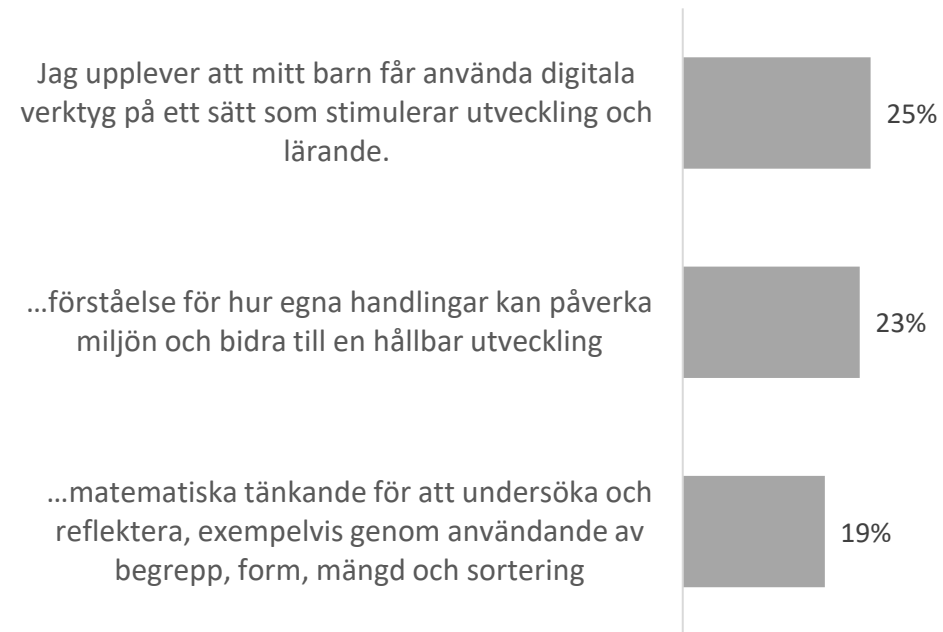 Jag upplever att mitt barn får använda digitala
verktyg på ett sätt som stimulerar utveckling och
lärande.
25%
…förståelse för hur egna handlingar kan påverka
miljön och bidra till en hållbar utveckling
23%
…matematiska tänkande för att undersöka och
reflektera, exempelvis genom användande av
begrepp, form, mängd och sortering
19%